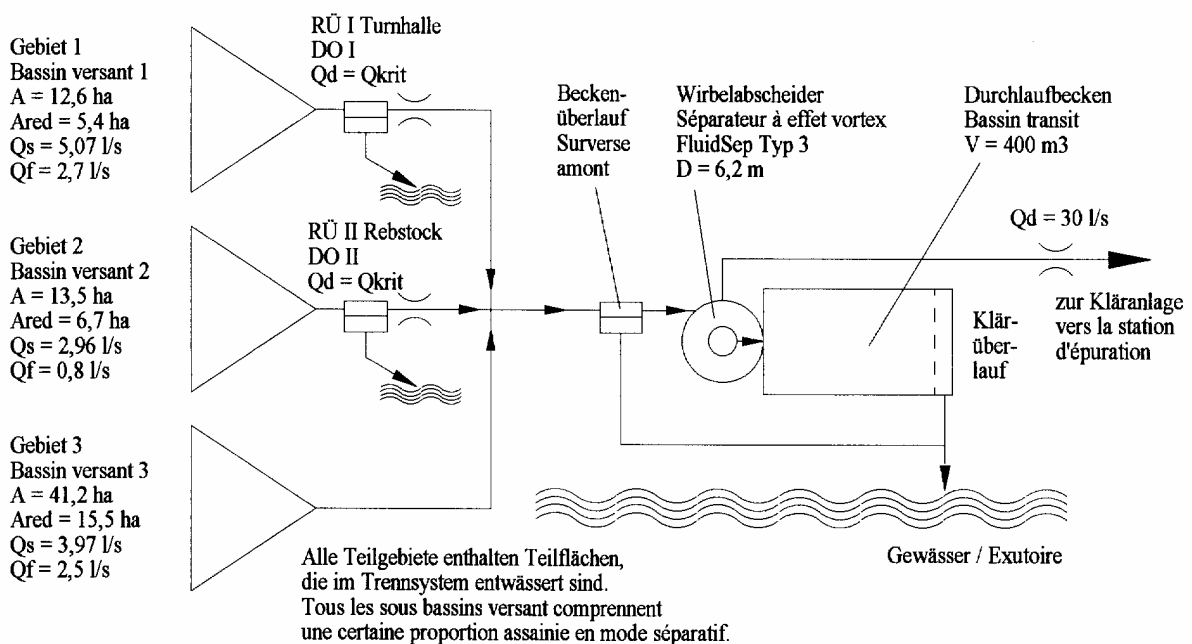 Gebiet 1
Bassin versant 1
A = 12,6 ha
Ared = 5,4 ha
Qs = 5,07 l/s
Qf = 2,7 l/s
RÜ I Turnhalle
DO I
Qd = Qkrit
Gebiet 2
Bassin versant 2
A = 13,5 ha
Ared = 6,7 ha
Qs = 2,96 l/s
Qf = 0,8 l/s
RÜ II Rebstock
DO II
Qd = Qkrit
Gebiet 3
Bassin versant 3
A = 41,2 ha
Ared = 15,5 ha
Qs = 3,97 l/s
Qf = 2,5 l/s
Becken-
überlauf
Surverse
amont
Wirbelabscheider
Séparateur à effet vortex
FluidSep Typ 3
D = 6,2 m
Durchlaufbecken
Bassin transit
V = 400 m3
Qd = 30 l/s
zur Kläranlage
vers la station
d'épuration
Klär-
über-
lauf
Gewässer / Exutoire
Alle Teilgebiete enthalten Teilflächen,
die im Trennsystem entwässert sind.
Tous les sous bassins versant comprennent
une certaine proportion assainie en mode séparatif.